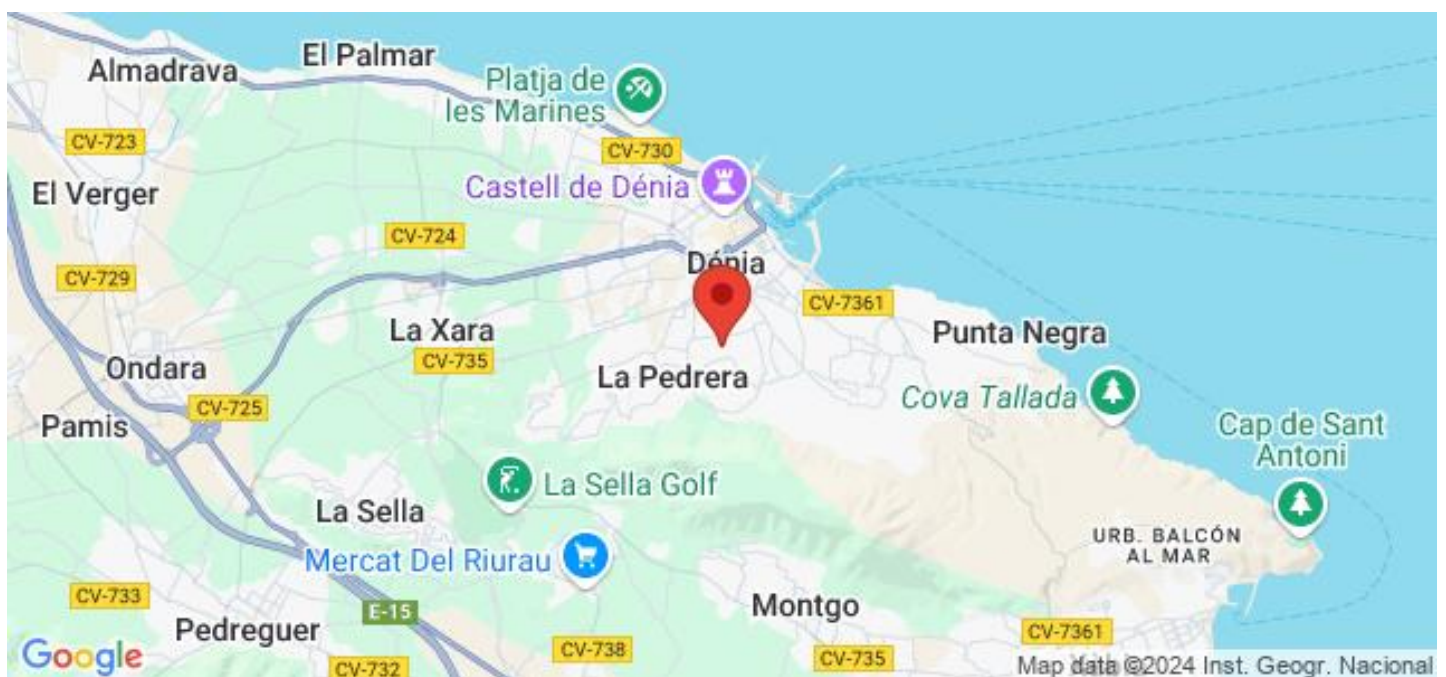 El Palmar
Almadrava
Platja de
les Marines
CV-723
CV-730
El Verger
Castell de Dénia
CV-724
Dénia
CV-729
CV-7361
La Xara
Punta Negra
CV-735
Ondara
La Pedrera
Cova Tallada
CV-725
Pamis
Cap de Sant
Antoni
La Sella Golf
La Sella
URB. BALCÓN
AL MAR
Mercat Del Riurau
CV-733
E-15
Montgo
Pedreguer
CV-7361
CV-738
CV-735
Google
CV-732
Map data ©2024 Inst. Geogr. Nacional